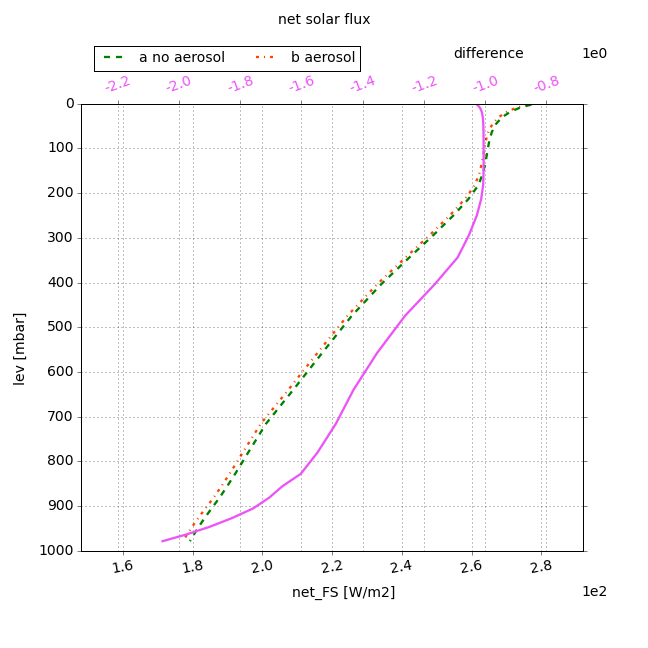 net solar flux
a no aerosol b aerosol difference 1e0
-2.2 -2.0 -1.8 -1.6 -1.4 -1.2 -1.0 -0.8
0
100
200
300
400
500
600
700
800
900
1000
lev [mbar]
1.6 1.8 2.0 2.2 2.4 2.6 2.8
net_FS [W/m2] 1e2